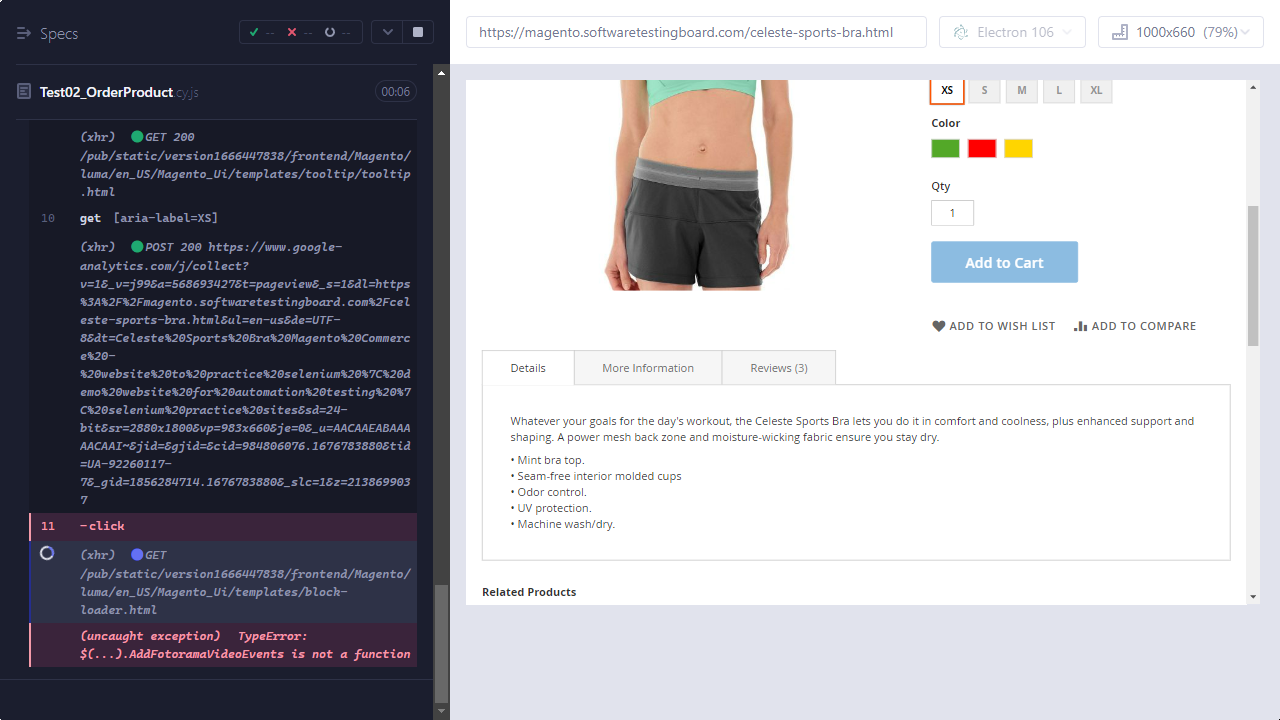 Specs
-- -- --
https://magento.softwaretestingboard.com/celeste-sports-bra.html
Electron 106
1000x660 (79%)
Test02_OrderProduct.cy.js
00:06
(xhr) GET 200
/pub/static/version1666447838/frontend/Magento/
luma/en_US/Magento_Ui/templates/tooltip/tooltip
.html
10 get [aria-label=XS]
(xhr) POST 200 https://www.google-
analytics.com/j/collect?
v=1&_v=j99&a=568693427&t=pageview&_s=1&dl=https
%3A%2F%2Fmagento.softwaretestingboard.com%2Fcel
este-sports-bra.html&ul=en-us&de=UTF-
8&dt=Celeste%20Sports%20Bra%20Magento%20Commerc
e%20-
%20website%20to%20practice%20selenium%20%7C%20d
emo%20website%20for%20automation%20testing%20%7
C%20selenium%20practice%20sites&sd=24-
bit&sr=2880x1800&vp=983x660&je=0&_u=AACAAEABAAA
AACAAI~&jid=&gjid=&cid=984806076.1676783880&tid
=UA-92260117-
7&_gid=1856284714.1676783880&_slc=1&z=213869903
7
11 -click
(xhr) GET
/pub/static/version1666447838/frontend/Magento/
luma/en_US/Magento_Ui/templates/block-
loader.html
(uncaught exception) TypeError:
$(...).AddFotoramaVideoEvents is not a function
XS S M L XL
Color
Qty
1
Add to Cart
ADD TO WISH LIST ADD TO COMPARE
Details More Information Reviews (3)
Whatever your goals for the day's workout, the Celeste Sports Bra lets you do it in comfort and coolness, plus enhanced support and
shaping. A power mesh back zone and moisture-wicking fabric ensure you stay dry.
• Mint bra top.
• Seam-free interior molded cups
• Odor control.
• UV protection.
• Machine wash/dry.
Related Products